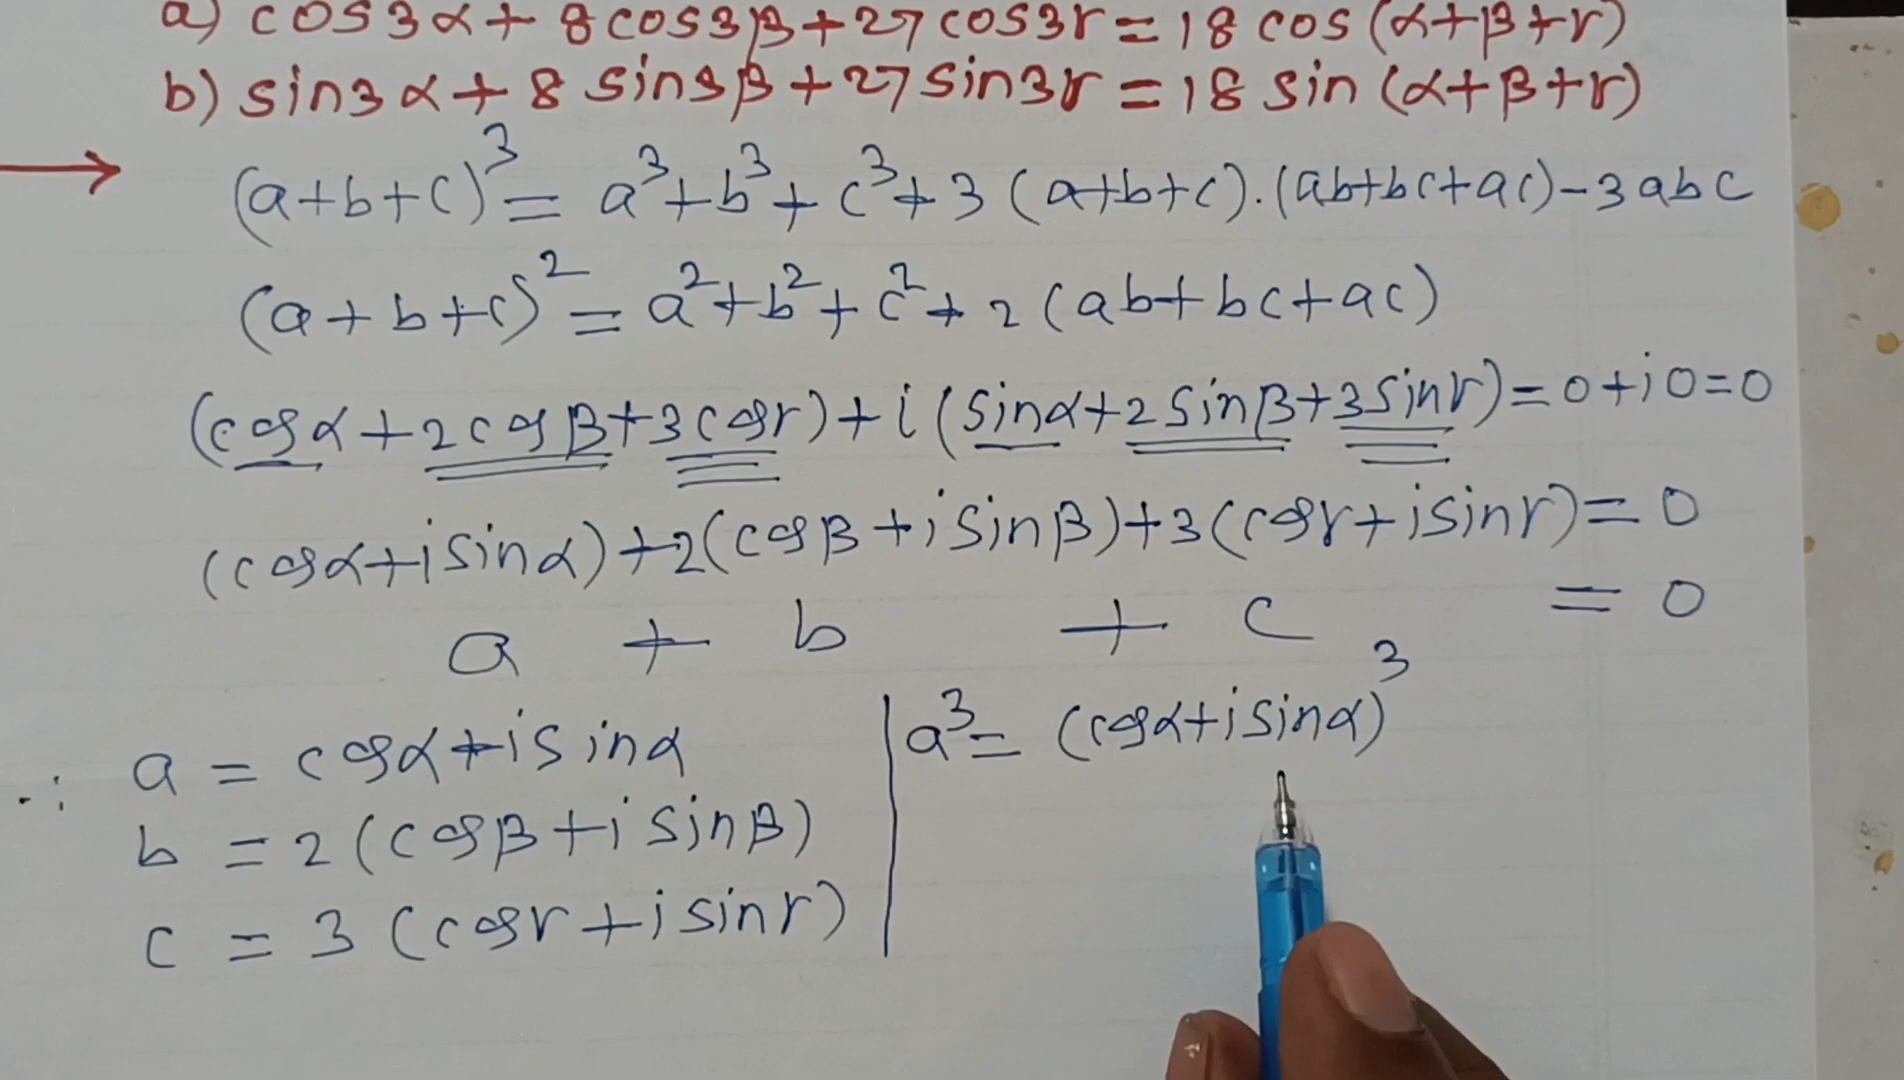 a) cos3α + 8cos3β + 27cos3r = 18 cos (α+β+r)
b) sin3α + 8 sin3β + 27 sin3r = 18 sin (α+β+r)
→ (a+b+c)³ = a³+b³+c³+3(a+b+c).(ab+bc+ac)-3abc
(a+b+c)² = a²+b²+c²+2(ab+bc+ac)
(cosα+2cosβ+3cosr)+i(sinα+2sinβ+3sinr)=0+i0=0
(cosα+isinα)+2(cosβ+isinβ)+3(cosr+isinr)=0
a + b + c = 0
∴ a = cosα+isinα
b = 2(cosβ+isinβ)
c = 3(cosr+isinr)
a³ = (cosα+isinα)³